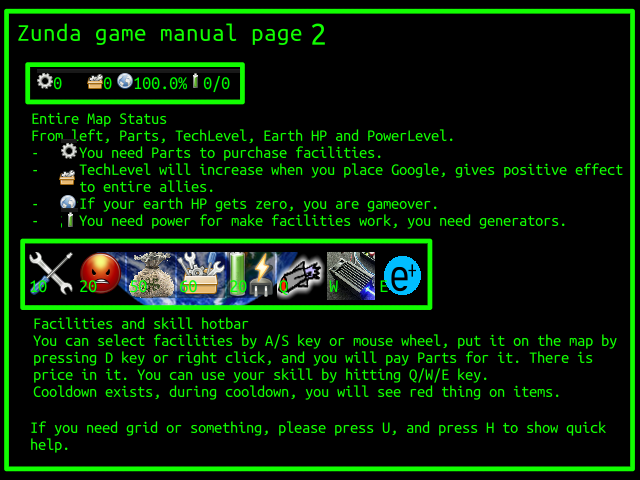 Zunda game manual page 2
0 0 100.0% 0/0
Entire Map Status
From left, Parts, TechLevel, Earth HP and PowerLevel.
- You need Parts to purchase facilities.
- TechLevel will increase when you place Google, gives positive effect
to entire allies.
- If your earth HP gets zero, you are gameover.
- You need power for make facilities work, you need generators.
10 20 50 60 20 Q W E e+
Facilities and skill hotbar
You can select facilities by A/S key or mouse wheel, put it on the map by
pressing D key or right click, and you will pay Parts for it. There is
price in it. You can use your skill by hitting Q/W/E key.
Cooldown exists, during cooldown, you will see red thing on items.
If you need grid or something, please press U, and press H to show quick
help.